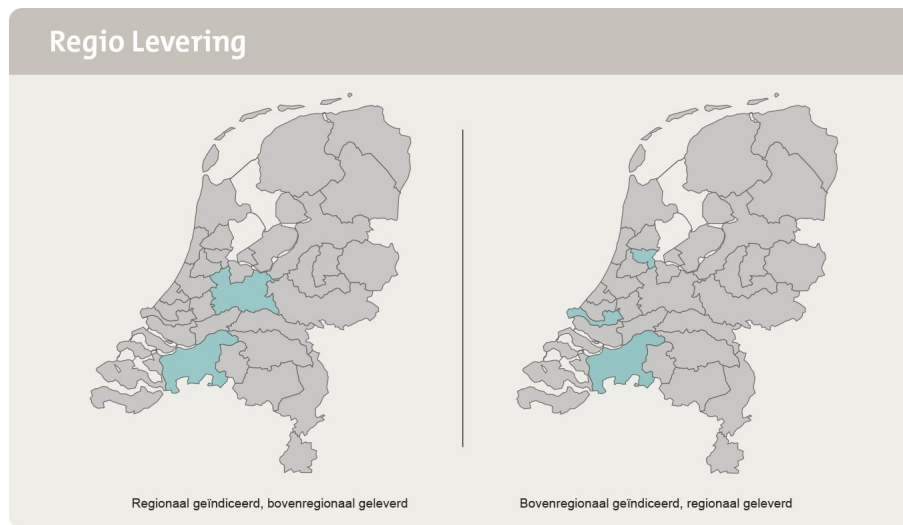 Regio Levering
Regionaal geïndiceerd, bovenregionaal geleverd
Bovenregionaal geïndiceerd, regionaal geleverd